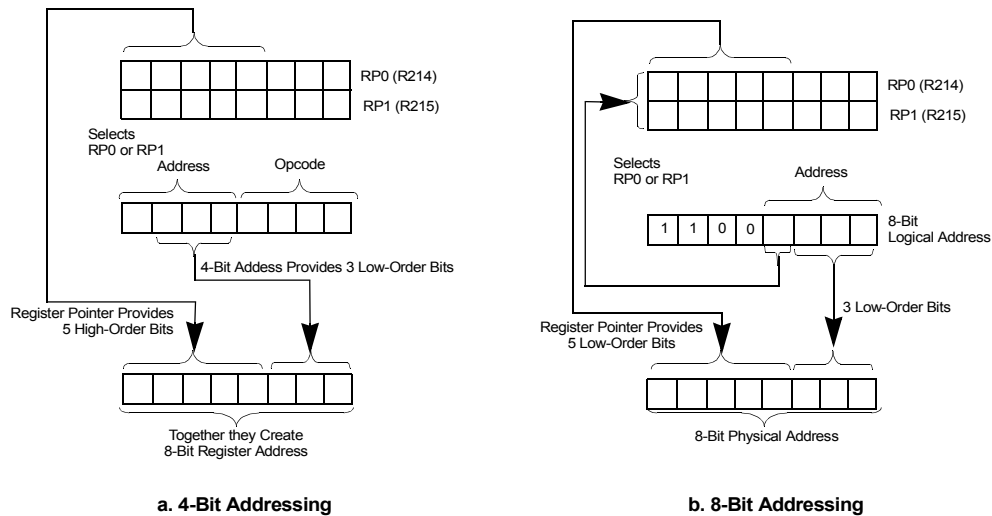 RP0 (R214)
RP1 (R215)
Selects
RP0 or RP1
Address
Opcode
4-Bit Addess Provides 3 Low-Order Bits
Register Pointer Provides
5 High-Order Bits
Together they Create
8-Bit Register Address
a. 4-Bit Addressing
RP0 (R214)
RP1 (R215)
Selects
RP0 or RP1
Address
1 1 0 0
8-Bit
Logical Address
3 Low-Order Bits
Register Pointer Provides
5 Low-Order Bits
8-Bit Physical Address
b. 8-Bit Addressing